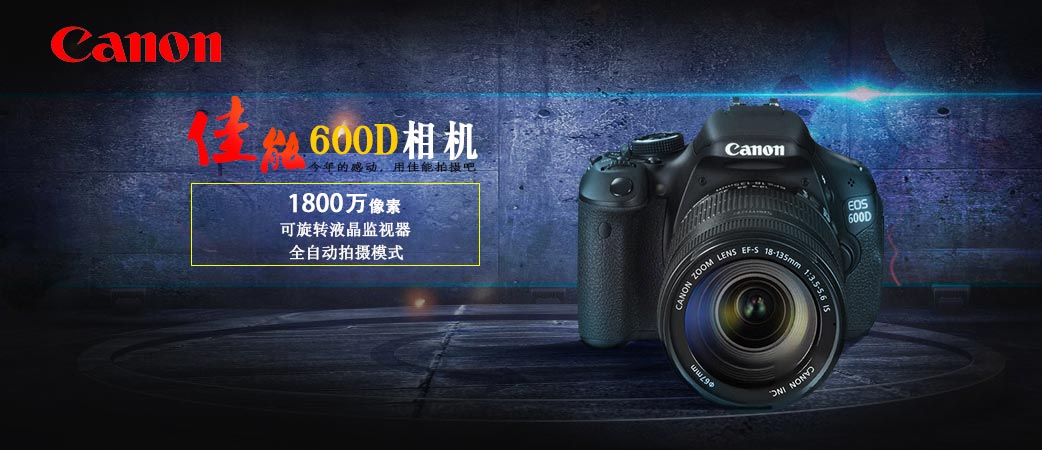 Canon
佳能600D相机
今年的感动，用佳能拍摄吧
1800万像素
可旋转液晶监视器
全自动拍摄模式
Canon
EOS
600D
CANON ZOOM LENS EF-S 18-135mm 1:3.5-5.6 IS
CANON INC.
φ67mm